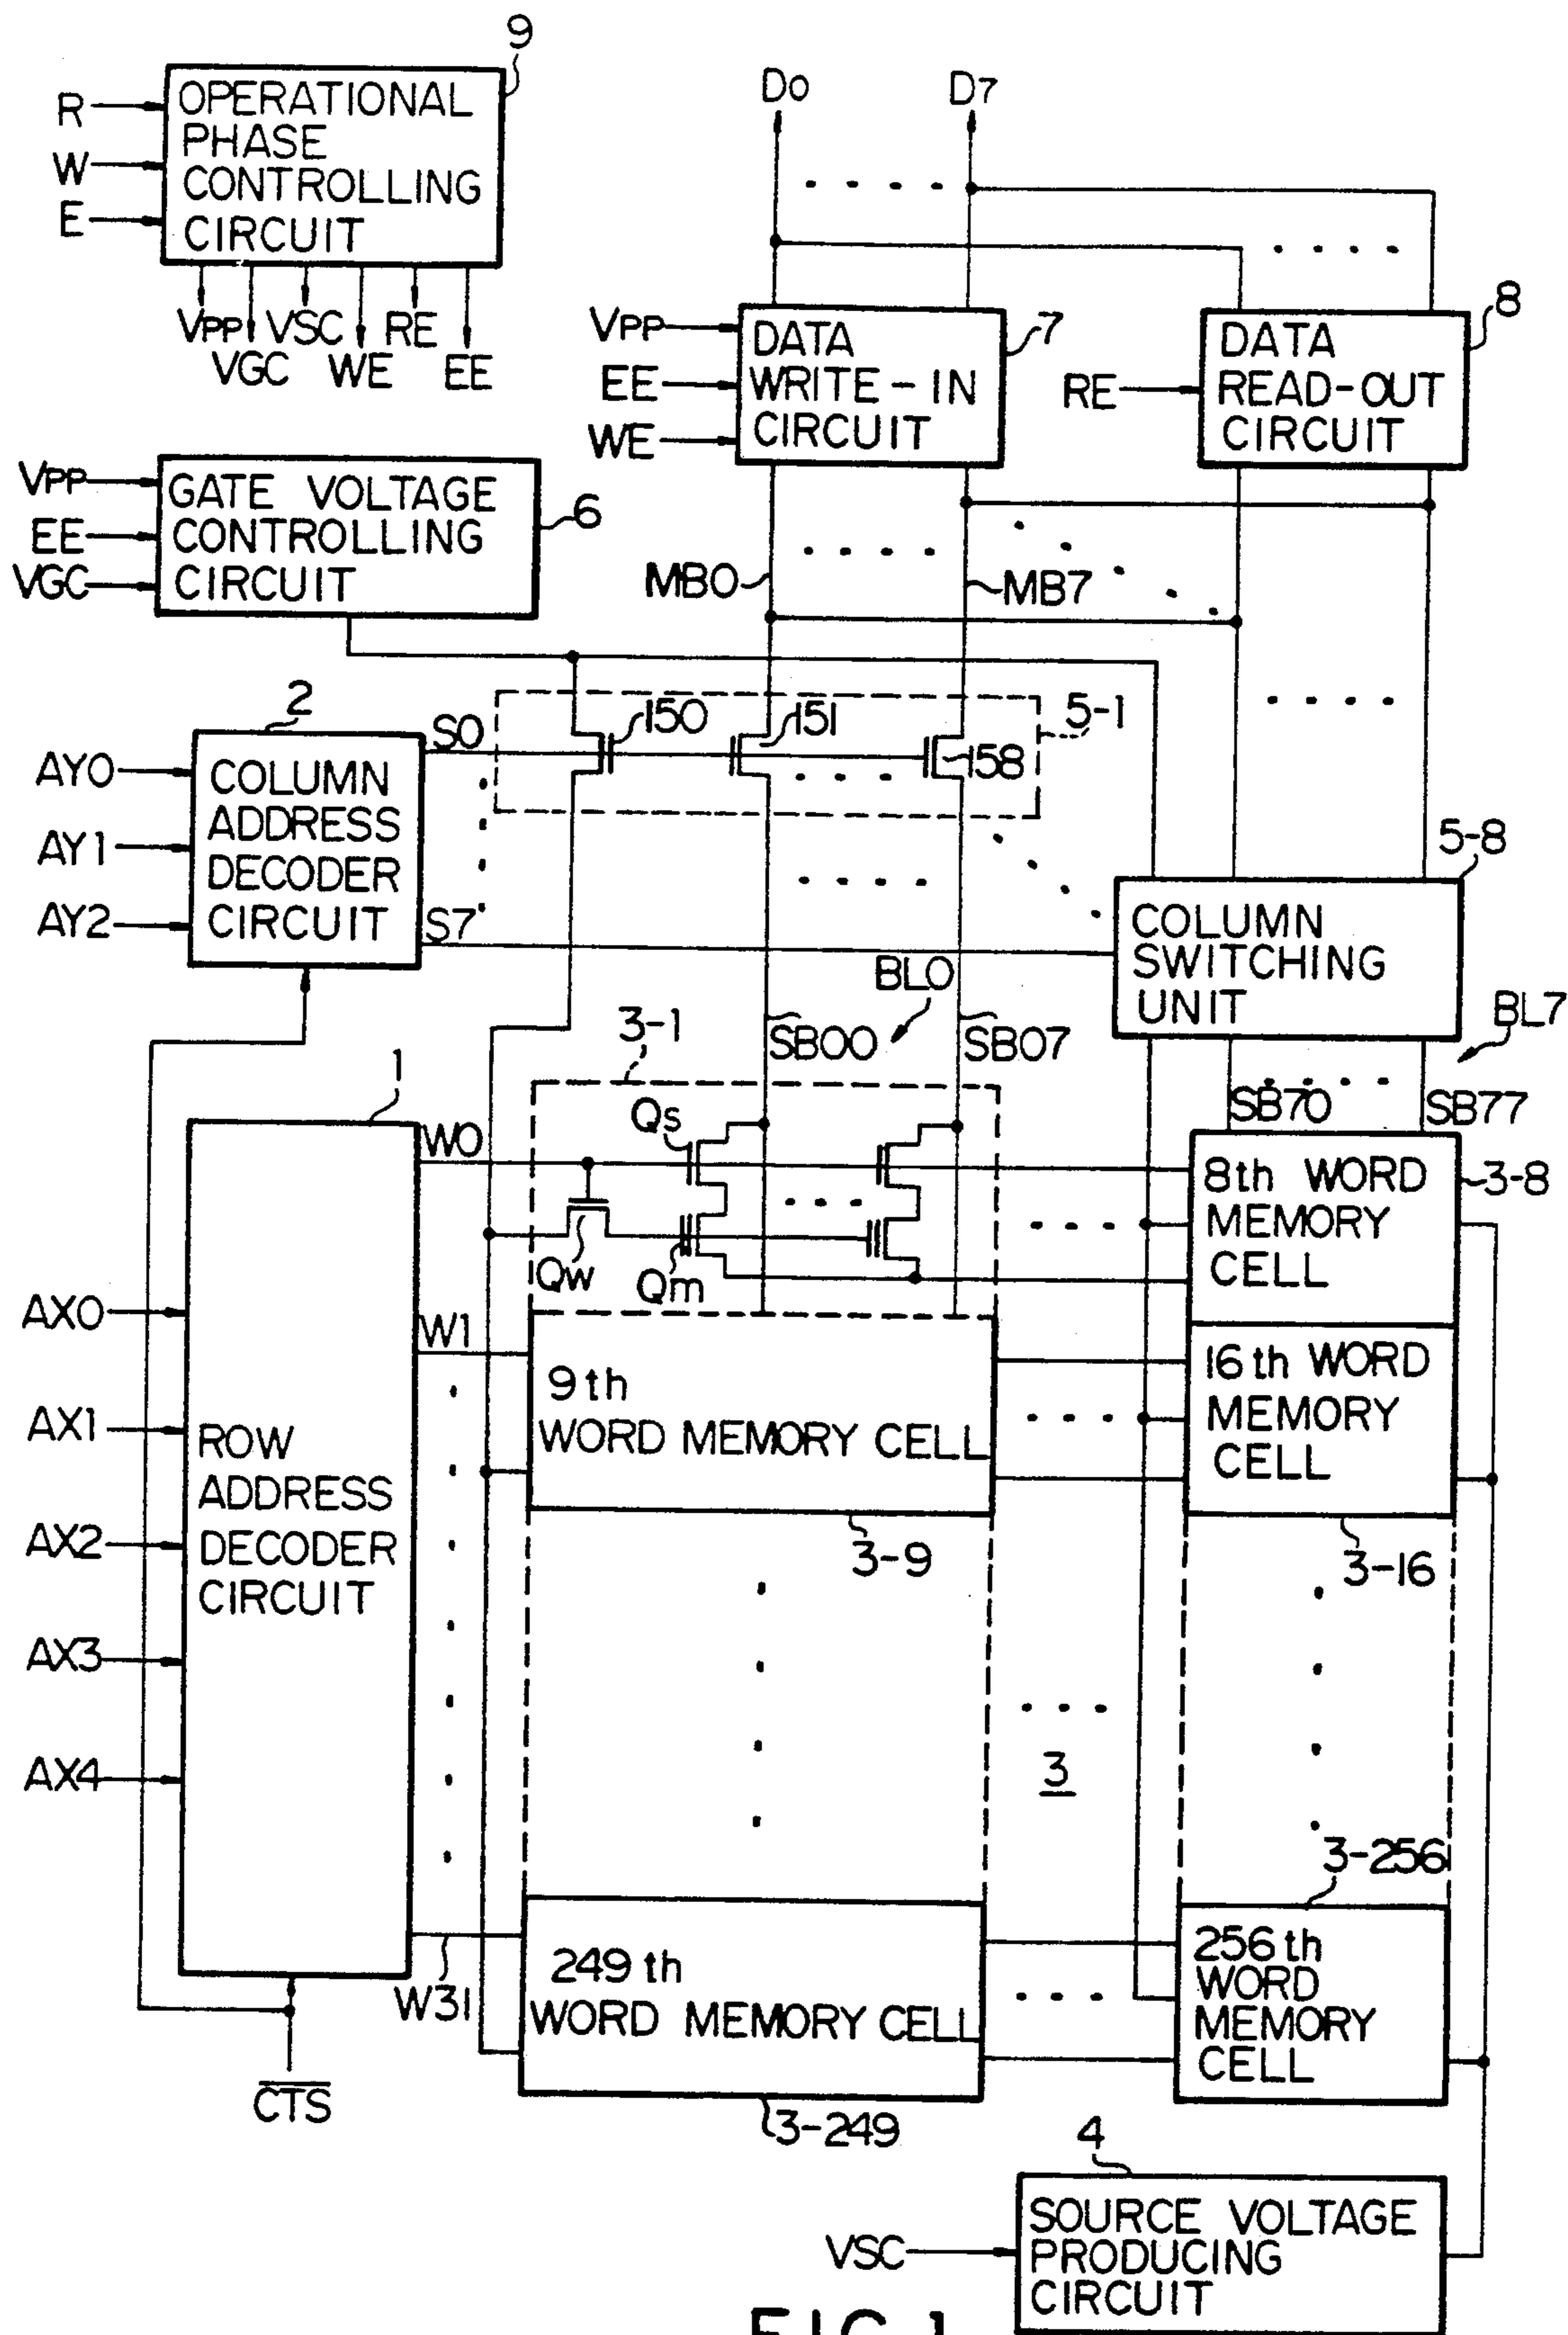 9
R
W
E
OPERATIONAL
PHASE
CONTROLLING
CIRCUIT
VPP
VSC
RE
VGC
WE
EE
D0
D7
VPP
EE
WE
DATA
WRITE-IN
CIRCUIT
7
RE
DATA
READ-OUT
CIRCUIT
8
VPP
EE
VGC
GATE VOLTAGE
CONTROLLING
CIRCUIT
6
MB0
MB7
2
AY0
AY1
AY2
COLUMN
ADDRESS
DECODER
CIRCUIT
S0
S7
150
151
158
5-1
5-8
COLUMN
SWITCHING
UNIT
BL0
BL7
SB00
SB07
SB70
SB77
3-1
1
W0
Qs
Qw
Qm
8th WORD
MEMORY
CELL
3-8
AX0
AX1
AX2
AX3
AX4
ROW
ADDRESS
DECODER
CIRCUIT
W1
9th
WORD MEMORY CELL
3-9
16th WORD
MEMORY
CELL
3-16
3
3-256
W31
249th
WORD MEMORY CELL
3-249
256th
WORD
MEMORY
CELL
CTS
4
VSC
SOURCE VOLTAGE
PRODUCING
CIRCUIT
FIG. 1